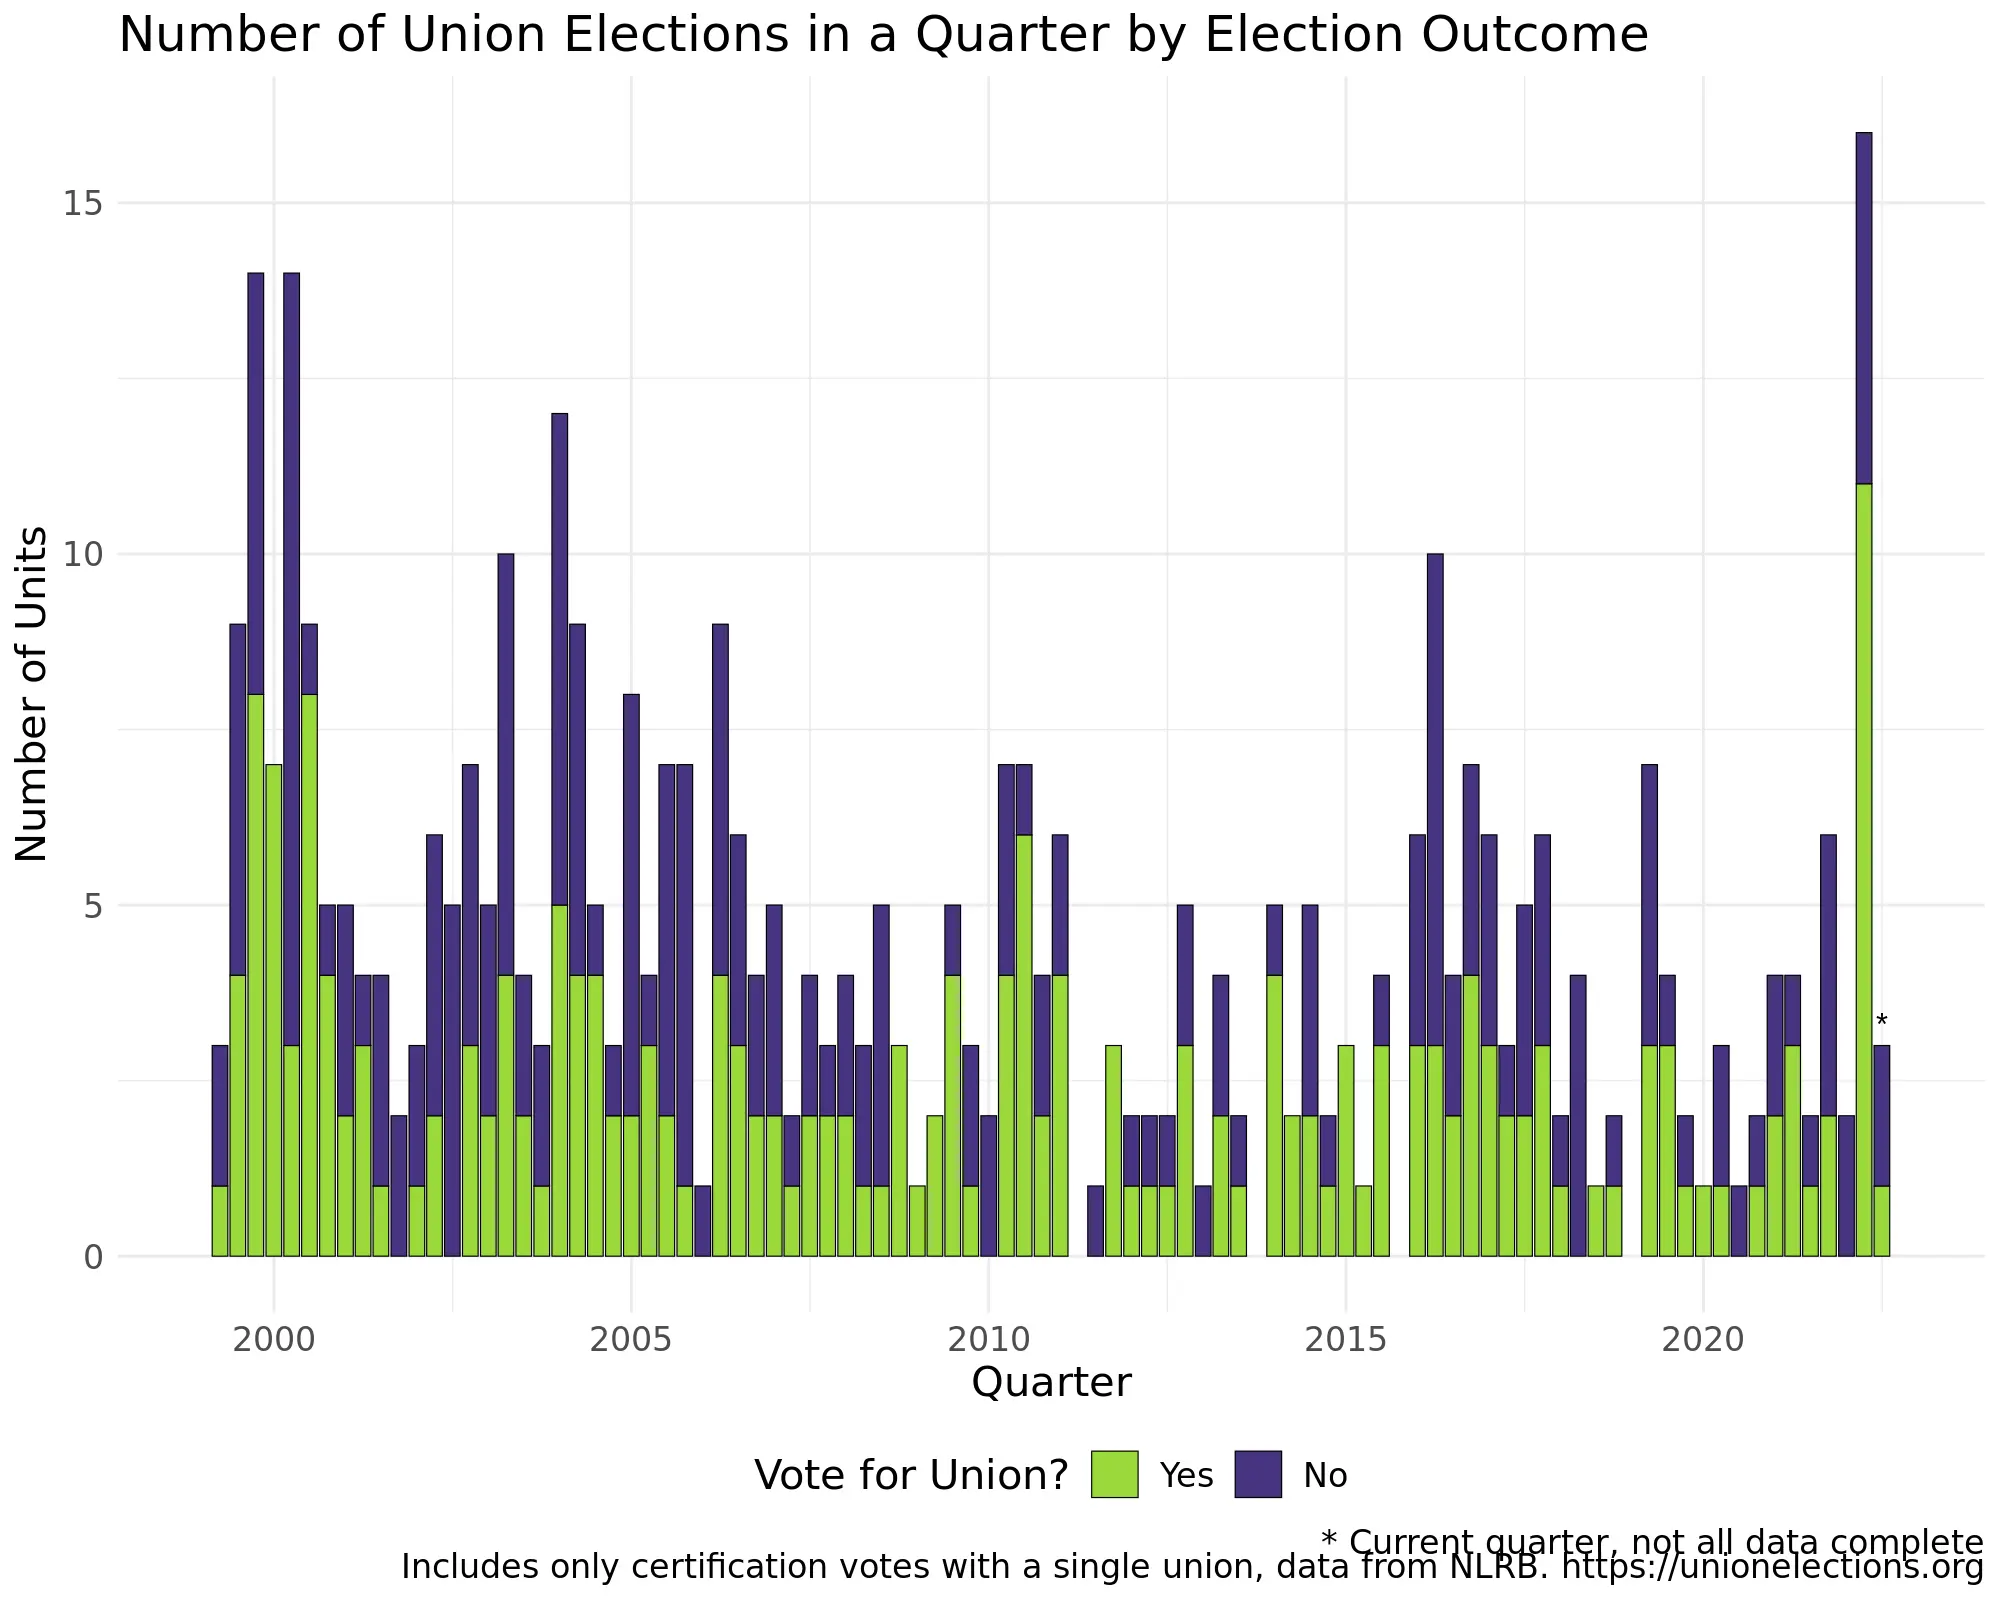 Number of Union Elections in a Quarter by Election Outcome
Number of Units
15
10
5
0
*
2000 2005 2010 2015 2020
Quarter
Vote for Union? Yes No
* Current quarter, not all data complete
Includes only certification votes with a single union, data from NLRB. https://unionelections.org